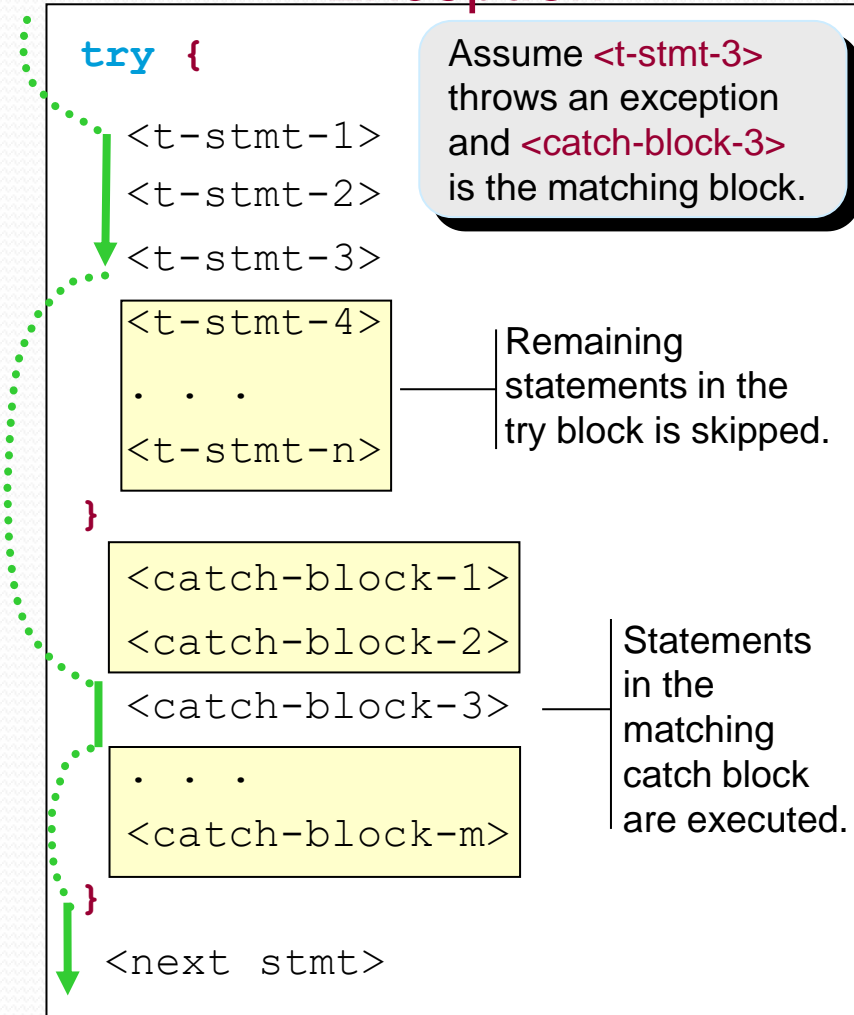 try {
Assume <t-stmt-3>
throws an exception
and <catch-block-3>
is the matching block.
<t-stmt-1>
<t-stmt-2>
<t-stmt-3>
<t-stmt-4>
. . .
<t-stmt-n>
Remaining
statements in the
try block is skipped.
}
<catch-block-1>
<catch-block-2>
<catch-block-3>
. . .
<catch-block-m>
Statements
in the
matching
catch block
are executed.
}
<next stmt>